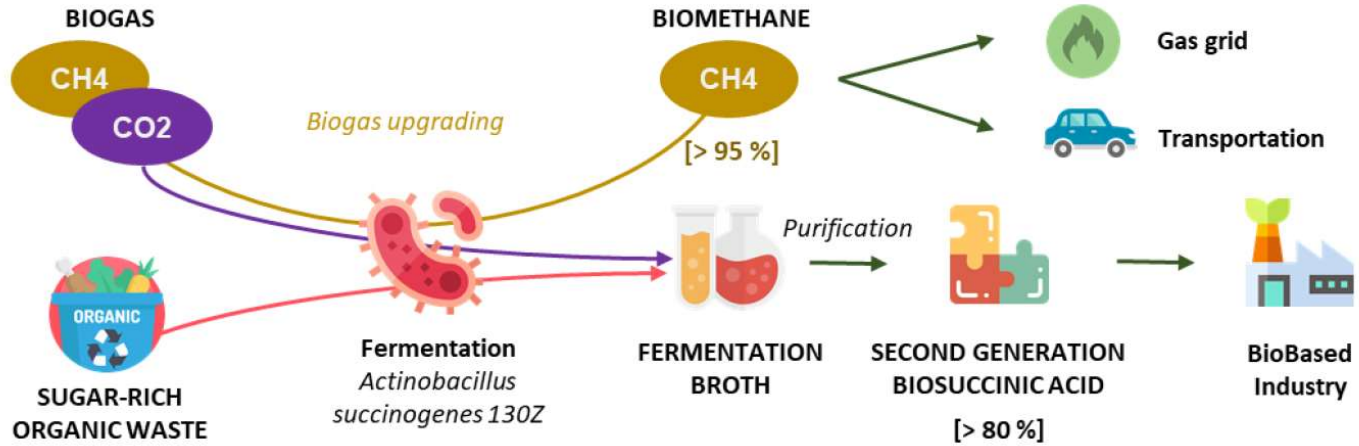 BIOGAS
CH4
CO2
Biogas upgrading
BIOMETHANE
CH4
[> 95 %]
Gas grid
Transportation
ORGANIC
SUGAR-RICH
ORGANIC WASTE
Fermentation
Actinobacillus
succinogenes 130Z
FERMENTATION
BROTH
Purification
SECOND GENERATION
BIOSUCCINIC ACID
[> 80 %]
BioBased
Industry